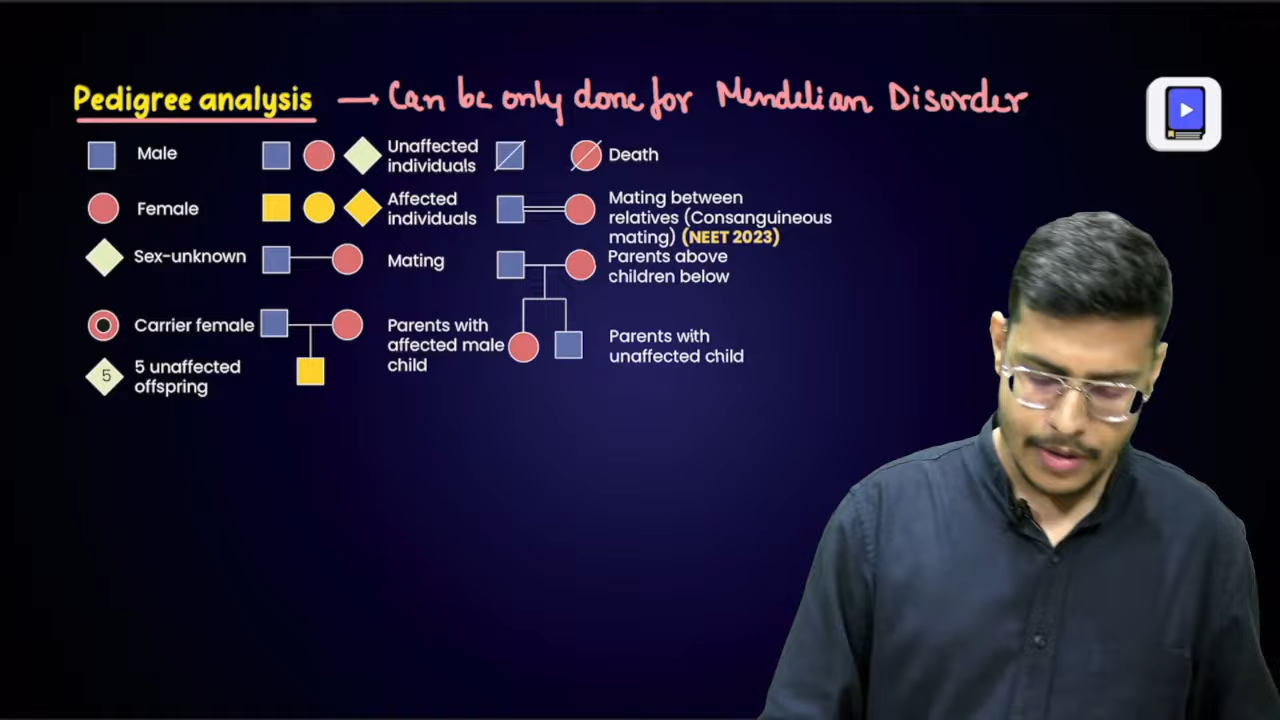 Pedigree analysis → Can be only done for Mendelian Disorder
Male
Unaffected
individuals
Death
Female
Affected
individuals
Mating between
relatives (Consanguineous
mating) (NEET 2023)
Sex-unknown
Mating
Parents above
children below
Carrier female
Parents with
affected male
child
Parents with
unaffected child
5
5 unaffected
offspring